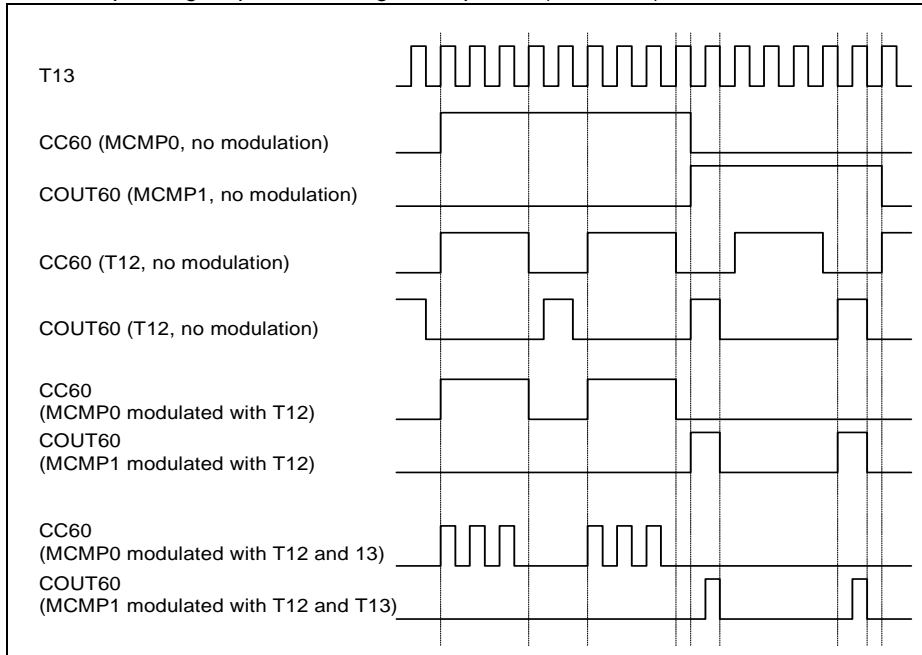 T13
CC60 (MCMP0, no modulation)
COUT60 (MCMP1, no modulation)
CC60 (T12, no modulation)
COUT60 (T12, no modulation)
CC60
(MCMP0 modulated with T12)
COUT60
(MCMP1 modulated with T12)
CC60
(MCMP0 modulated with T12 and 13)
COUT60
(MCMP1 modulated with T12 and T13)